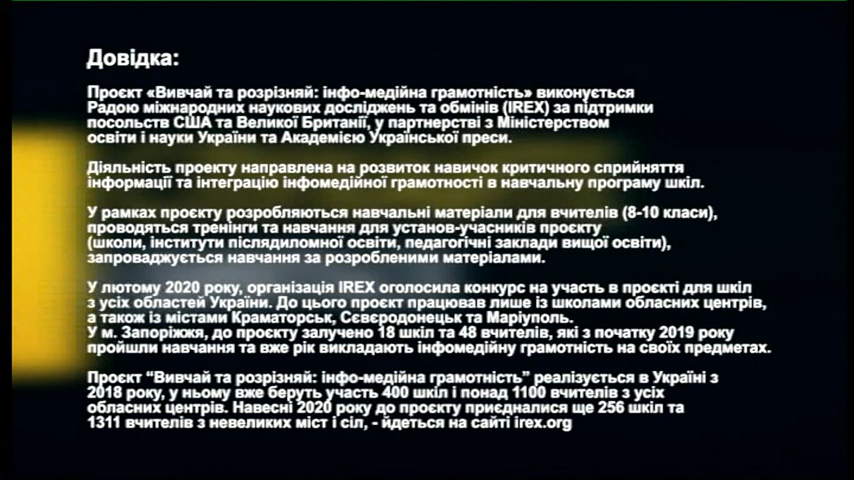 Довідка:
Проєкт «Вивчай та розрізняй: інфо-медійна грамотність» виконується
Радою міжнародних наукових досліджень та обмінів (IREX) за підтримки
посольств США та Великої Британії, у партнерстві з Міністерством
освіти і науки України та Академією Української преси.
Діяльність проекту направлена на розвиток навичок критичного сприйняття
інформації та інтеграцію інфомедійної грамотності в навчальну програму шкіл.
У рамках проєкту розробляються навчальні матеріали для вчителів (8-10 класи),
проводяться тренінги та навчання для установ-учасників проєкту
(школи, інститути післядиломної освіти, педагогічні заклади вищої освіти),
запроваджується навчання за розробленими матеріалами.
У лютому 2020 року, організація IREX оголосила конкурс на участь в проєкті для шкіл
з усіх областей України. До цього проєкт працював лише із школами обласних центрів,
а також із містами Краматорськ, Сєвєродонецьк та Маріуполь.
У м. Запоріжжя, до проєкту залучено 18 шкіл та 48 вчителів, які з початку 2019 року
пройшли навчання та вже рік викладають інфомедійну грамотність на своїх предметах.
Проєкт “Вивчай та розрізняй: інфо-медійна грамотність” реалізується в Україні з
2018 року, у ньому вже беруть участь 400 шкіл і понад 1100 вчителів з усіх
обласних центрів. Навесні 2020 року до проєкту приєдналися ще 256 шкіл та
1311 вчителів з невеликих міст і сіл, - йдеться на сайті irex.org